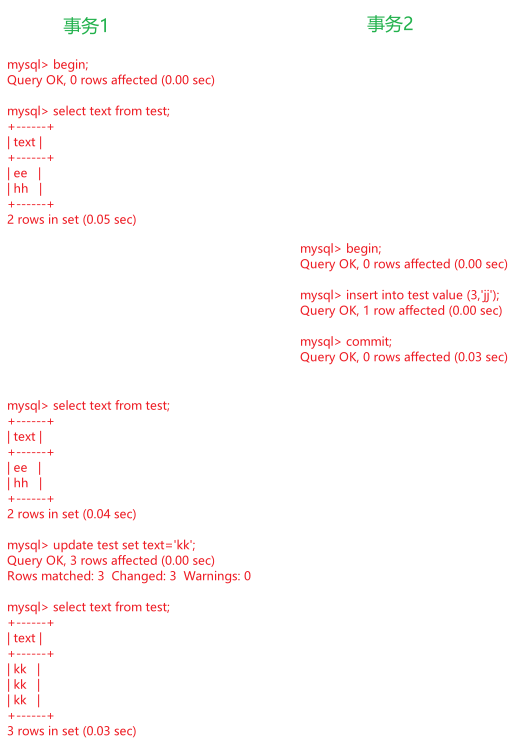 事务1
事务2
mysql> begin;
Query OK, 0 rows affected (0.00 sec)
mysql> select text from test;
+------+
| text |
+------+
| ee   |
| hh   |
+------+
2 rows in set (0.05 sec)
mysql> begin;
Query OK, 0 rows affected (0.00 sec)
mysql> insert into test value (3,'jj');
Query OK, 1 row affected (0.00 sec)
mysql> commit;
Query OK, 0 rows affected (0.03 sec)
mysql> select text from test;
+------+
| text |
+------+
| ee   |
| hh   |
+------+
2 rows in set (0.04 sec)
mysql> update test set text='kk';
Query OK, 3 rows affected (0.00 sec)
Rows matched: 3  Changed: 3  Warnings: 0
mysql> select text from test;
+------+
| text |
+------+
| kk   |
| kk   |
| kk   |
+------+
3 rows in set (0.03 sec)